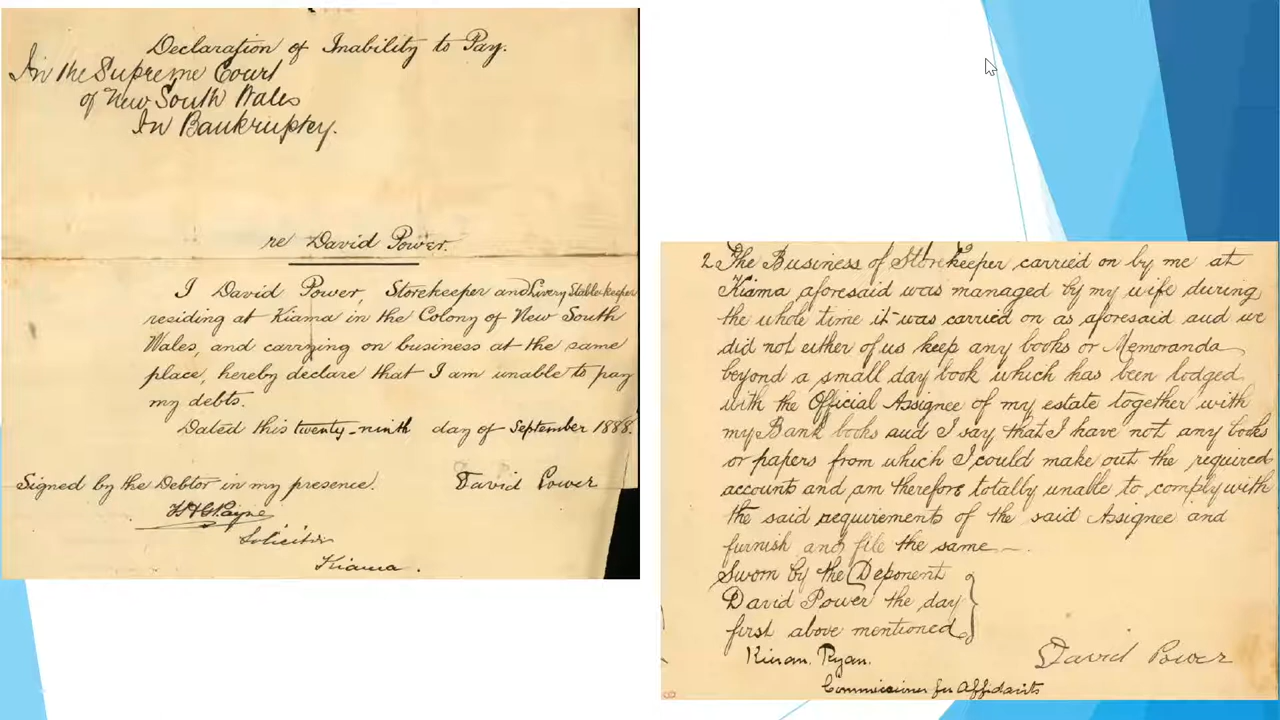 Declaration of Inability to Pay.
In the Supreme Court
of New South Wales
In Bankruptcy.
re David Power.
I David Power, Storekeeper and Livery Stable keeper
residing at Kiama in the Colony of New South
Wales, and carrying on business at the same
place, hereby declare that I am unable to pay
my debts.
Dated this twenty-ninth day of September 1888.
Signed by the Debtor in my presence. David Power
Payne
Solicitor
Kiama.
2 The Business of Storekeeper carried on by me at
Kiama aforesaid was managed by my wife during
the whole time it was carried on as aforesaid and we
did not either of us keep any books or Memoranda
beyond a small day book which has been lodged
with the Official Assignee of my estate together with
my Bank books and I say that I have not any books
or papers from which I could make out the required
accounts and am therefore totally unable to comply with
the said requirements of the said Assignee and
furnish and file the same.
Sworn by the Deponent
David Power the day
first above mentioned
Kieran Ryan. David Power
Commissioner for Affidavits